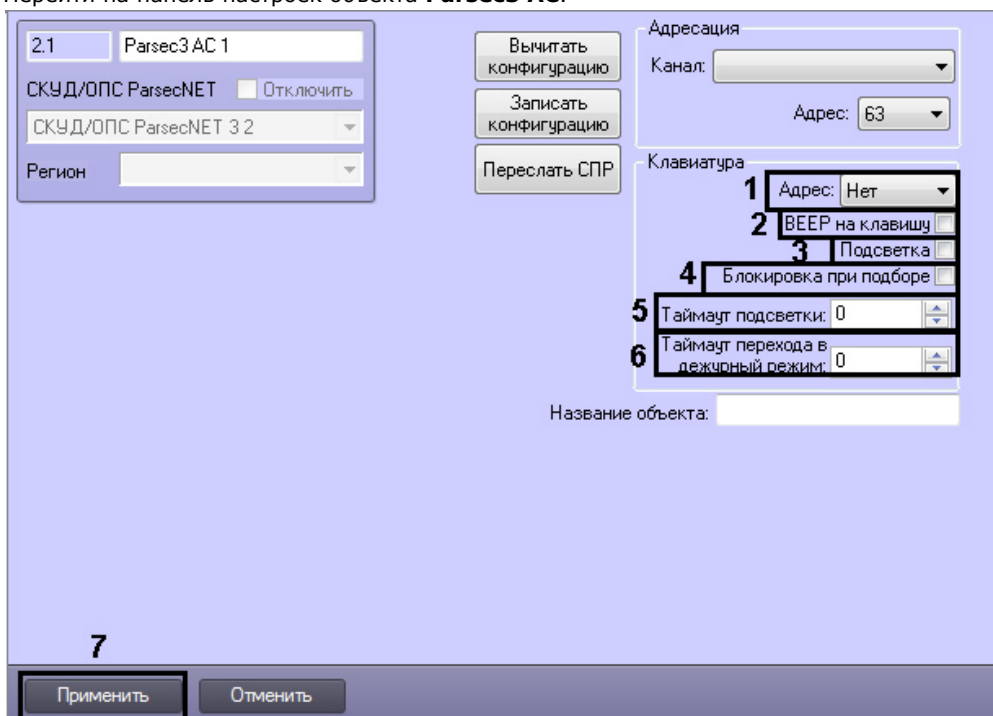 Перейти на панель настроек объекта Parsec3 AC.
2.1 Parsec3 AC 1
СКУД/ОПС ParsecNET Отключить
СКУД/ОПС ParsecNET 3 2
Регион
Вычитать
конфигурацию
Записать
конфигурацию
Переслать СПР
Адресация
Канал:
Адрес: 63
Клавиатура
1 Адрес: Нет
2 BEEP на клавишу
3 Подсветка
4 Блокировка при подборе
5 Таймаут подсветки: 0
6 Таймаут перехода в
дежурный режим: 0
Название объекта:
7
Применить Отменить